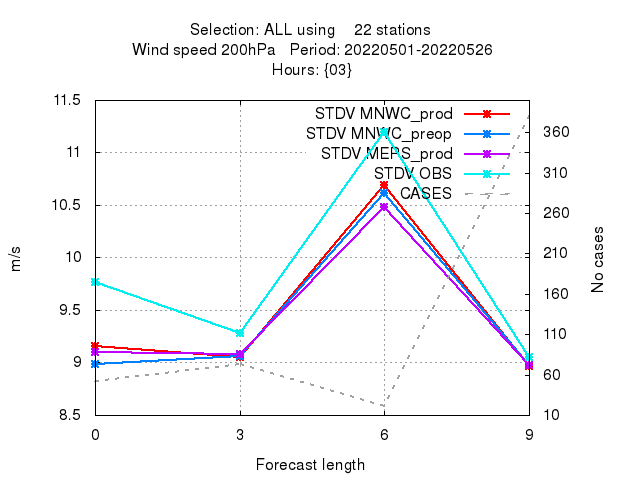 Selection: ALL using 22 stations
Wind speed 200hPa Period: 20220501-20220526
Hours: {03}
STDV MNWC_prod
STDV MNWC_preop
STDV MEPS_prod
STDV OBS
CASES
11.5
11
10.5
10
9.5
9
8.5
360
310
260
210
160
110
60
10
m/s
No cases
0 3 6 9
Forecast length